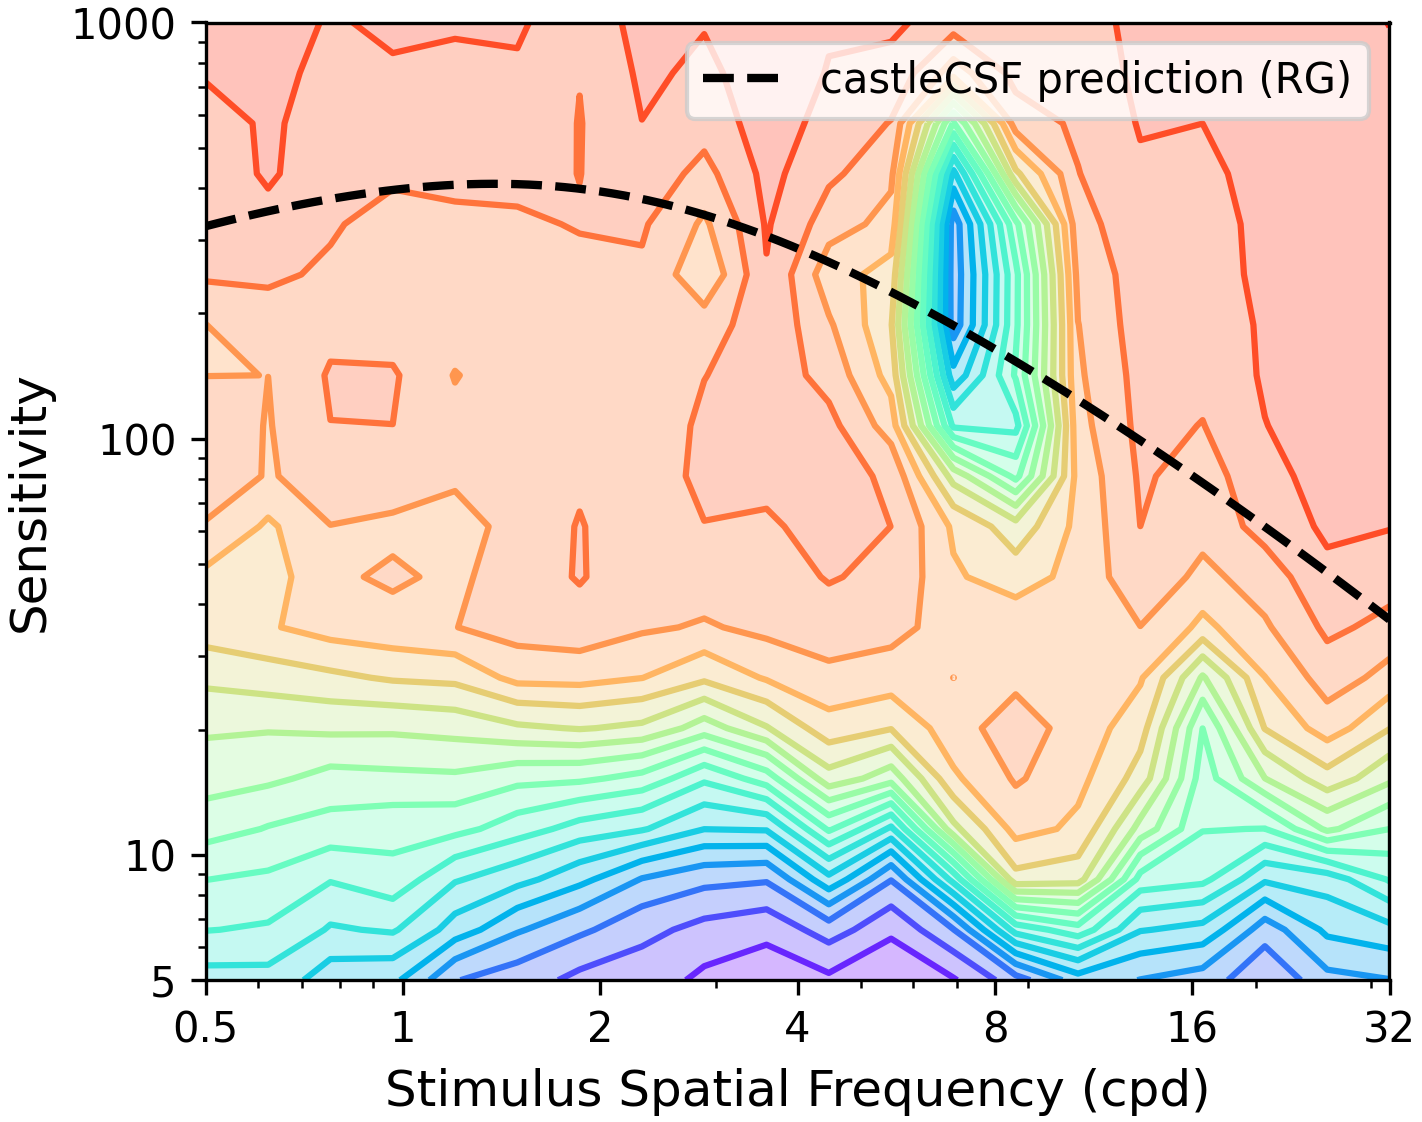 1000
castleCSF prediction (RG)
Sensitivity
100
10
5
0.5 1 2 4 8 16 32
Stimulus Spatial Frequency (cpd)